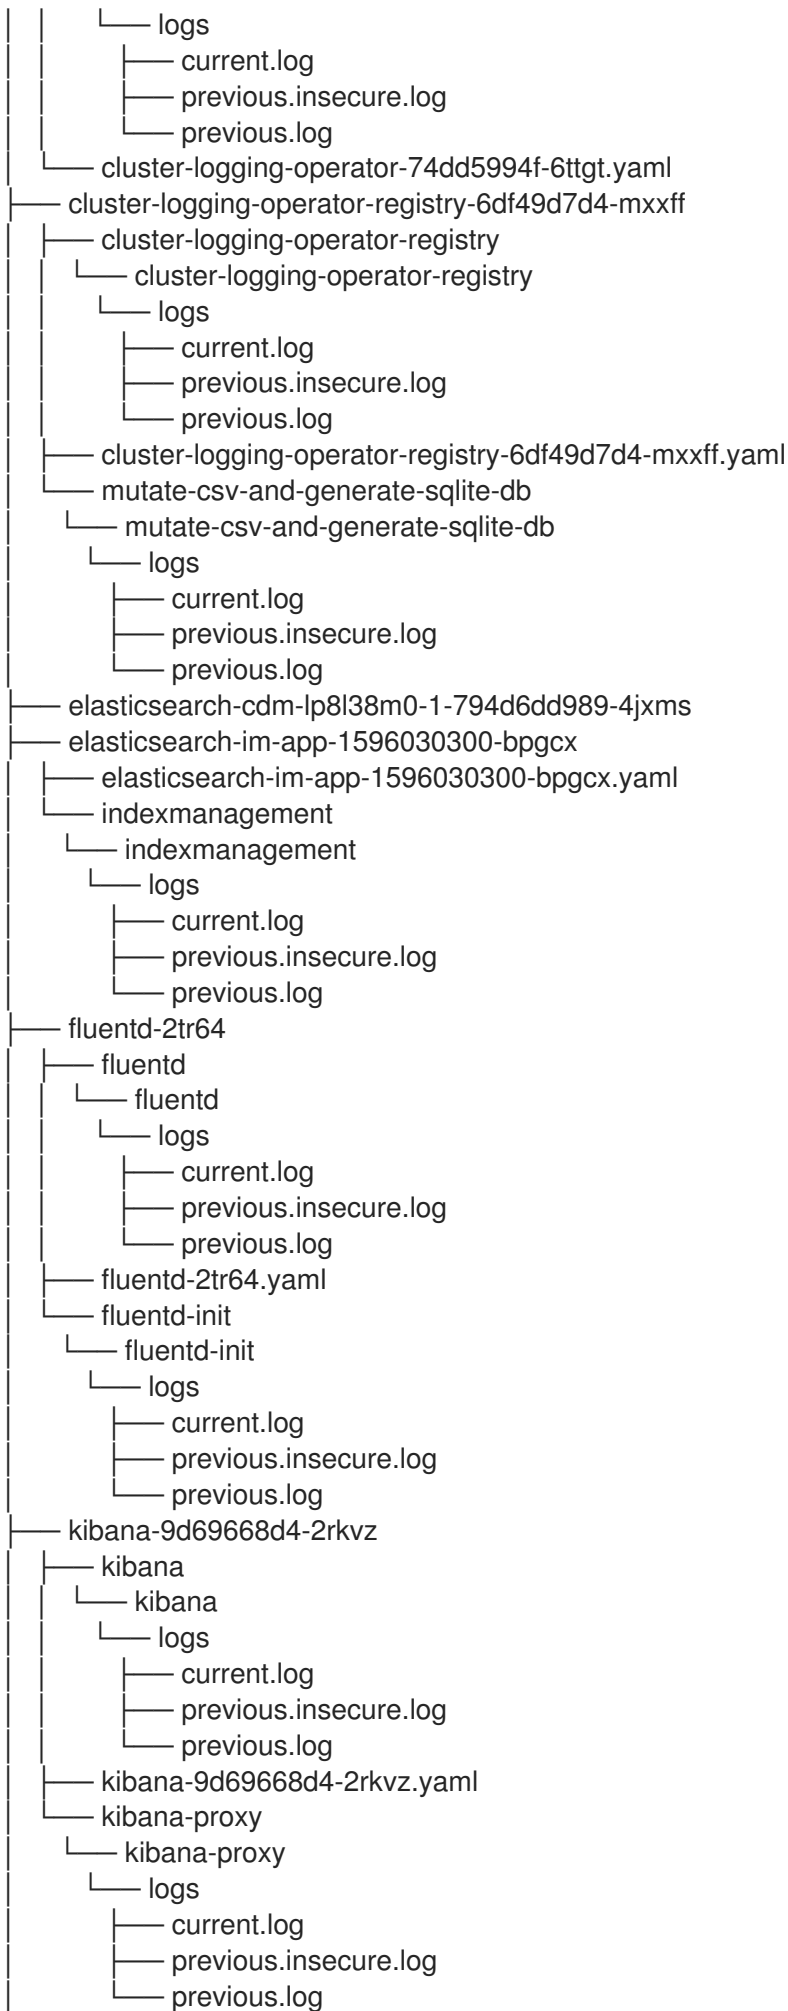 │ │ └── logs
│ │ ├── current.log
│ │ ├── previous.insecure.log
│ │ └── previous.log
│ └── cluster-logging-operator-74dd5994f-6ttgt.yaml
├── cluster-logging-operator-registry-6df49d7d4-mxxff
│ ├── cluster-logging-operator-registry
│ │ └── cluster-logging-operator-registry
│ │ └── logs
│ │ ├── current.log
│ │ ├── previous.insecure.log
│ │ └── previous.log
│ ├── cluster-logging-operator-registry-6df49d7d4-mxxff.yaml
│ └── mutate-csv-and-generate-sqlite-db
│ └── mutate-csv-and-generate-sqlite-db
│ └── logs
│ ├── current.log
│ ├── previous.insecure.log
│ └── previous.log
├── elasticsearch-cdm-lp8l38m0-1-794d6dd989-4jxms
├── elasticsearch-im-app-1596030300-bpgcx
│ ├── elasticsearch-im-app-1596030300-bpgcx.yaml
│ └── indexmanagement
│ └── indexmanagement
│ └── logs
│ ├── current.log
│ ├── previous.insecure.log
│ └── previous.log
├── fluentd-2tr64
│ ├── fluentd
│ │ └── fluentd
│ │ └── logs
│ │ ├── current.log
│ │ ├── previous.insecure.log
│ │ └── previous.log
│ ├── fluentd-2tr64.yaml
│ └── fluentd-init
│ └── fluentd-init
│ └── logs
│ ├── current.log
│ ├── previous.insecure.log
│ └── previous.log
├── kibana-9d69668d4-2rkvz
│ ├── kibana
│ │ └── kibana
│ │ └── logs
│ │ ├── current.log
│ │ ├── previous.insecure.log
│ │ └── previous.log
│ ├── kibana-9d69668d4-2rkvz.yaml
│ └── kibana-proxy
│ └── kibana-proxy
│ └── logs
│ ├── current.log
│ ├── previous.insecure.log
│ └── previous.log